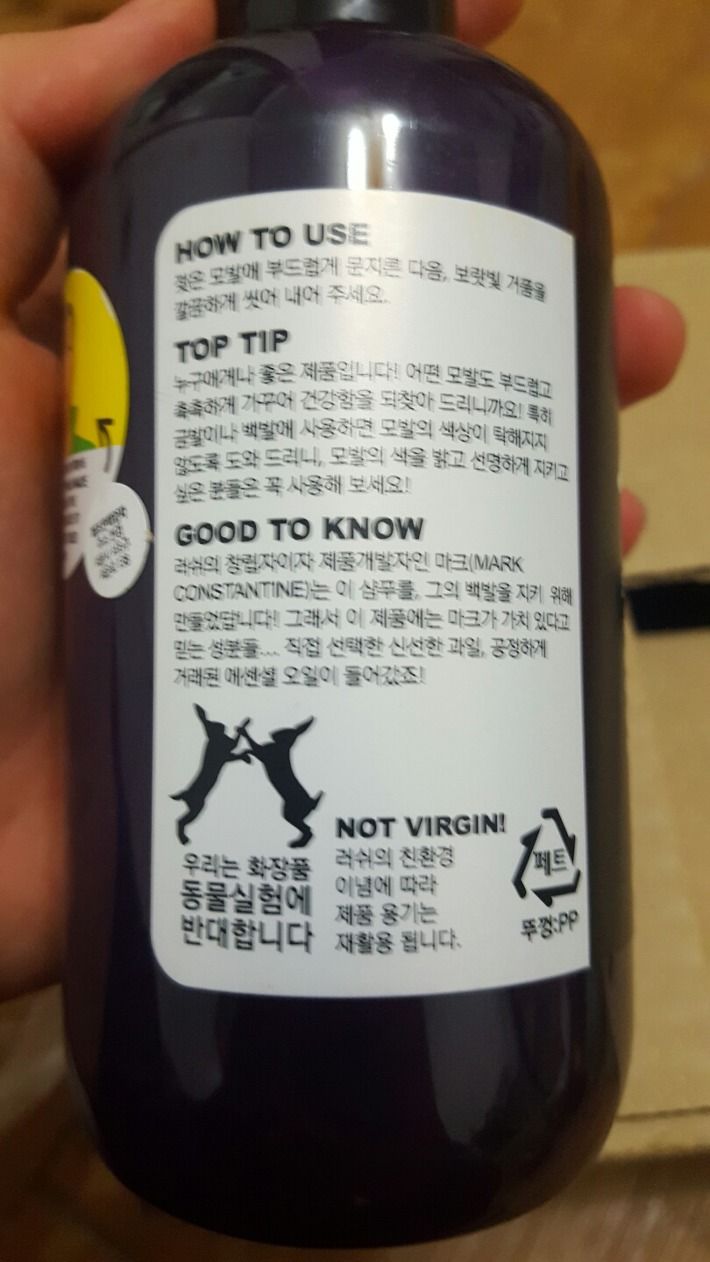 HOW TO USE
젖은 모발에 부드럽게 문지른 다음, 보랏빛 거품을
깔끔하게 씻어 내어 주세요.
TOP TIP
누구에게나 좋은 제품입니다! 어떤 모발도 부드럽고
촉촉하게 가꾸어 건강함을 되찾아 드리니까요! 특히
금발이나 백발에 사용하면 모발의 색상이 탁해지지
않도록 도와 드리니, 모발의 색을 밝고 선명하게 지키고
싶은 분들은 꼭 사용해 보세요!
GOOD TO KNOW
러쉬의 창립자이자 제품개발자인 마크(MARK
CONSTANTINE)는 이 샴푸를, 그의 백발을 지키 위해
만들었답니다! 그래서 이 제품에는 마크가 가치 있다고
믿는 성분들... 직접 선택한 신선한 과일, 공정하게
거래된 에센셜 오일이 들어갔죠!
우리는 화장품
동물실험에
반대합니다
NOT VIRGIN!
러쉬의 친환경
이념에 따라
제품 용기는
재활용 됩니다.
페트
뚜껑:PP